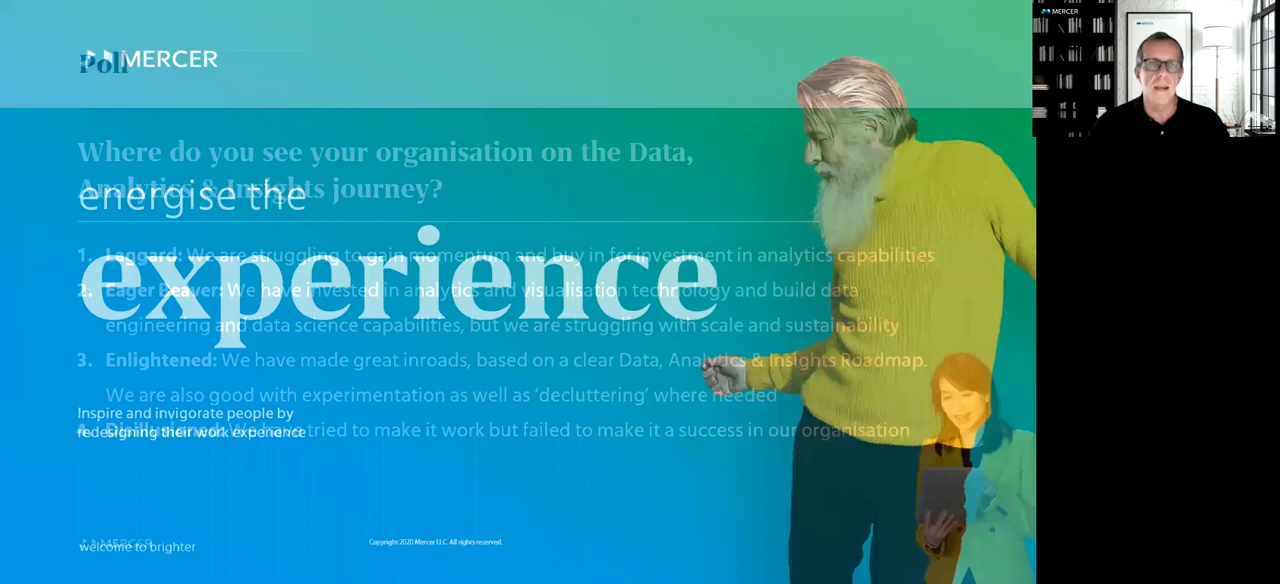 Poll
MERCER
Where do you see your organisation on the Data,
Analytics & Insights journey?
energise the
experience
1. Laggard: We are struggling to gain momentum and buy in for investment in analytics capabilities
2. Eager Beaver: We have invested in analytics and visualisation technology and build data
engineering and data science capabilities, but we are struggling with scale and sustainability
3. Enlightened: We have made great inroads, based on a clear Data, Analytics & Insights Roadmap.
We are also good with experimentation as well as ‘decluttering’ where needed
4. Disillusioned: We have tried to make it work but failed to make it a success in our organisation
Inspire and invigorate people by
redesigning their work experience
MERCER
welcome to brighter
Copyright 2020 Mercer LLC. All rights reserved.
MERCER